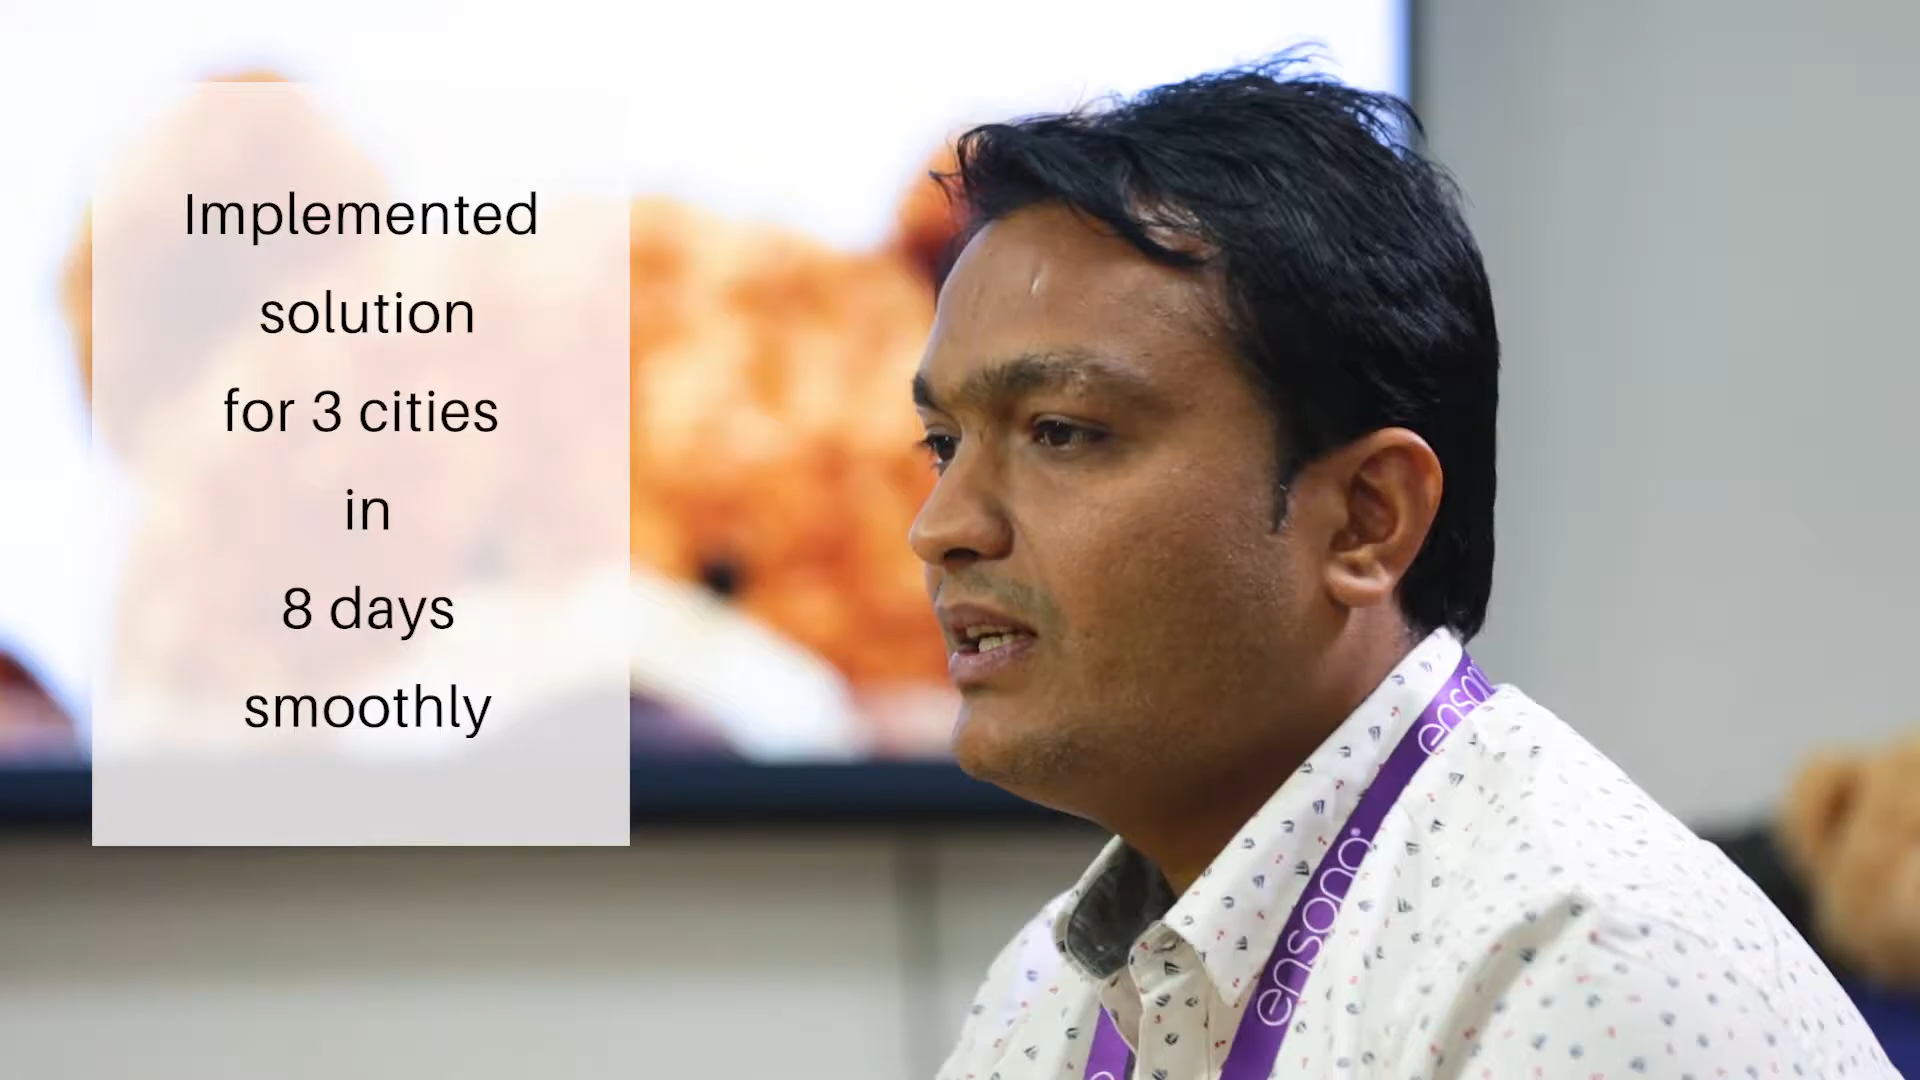 Implemented
solution
for 3 cities
in
8 days
smoothly
ensono
ensono